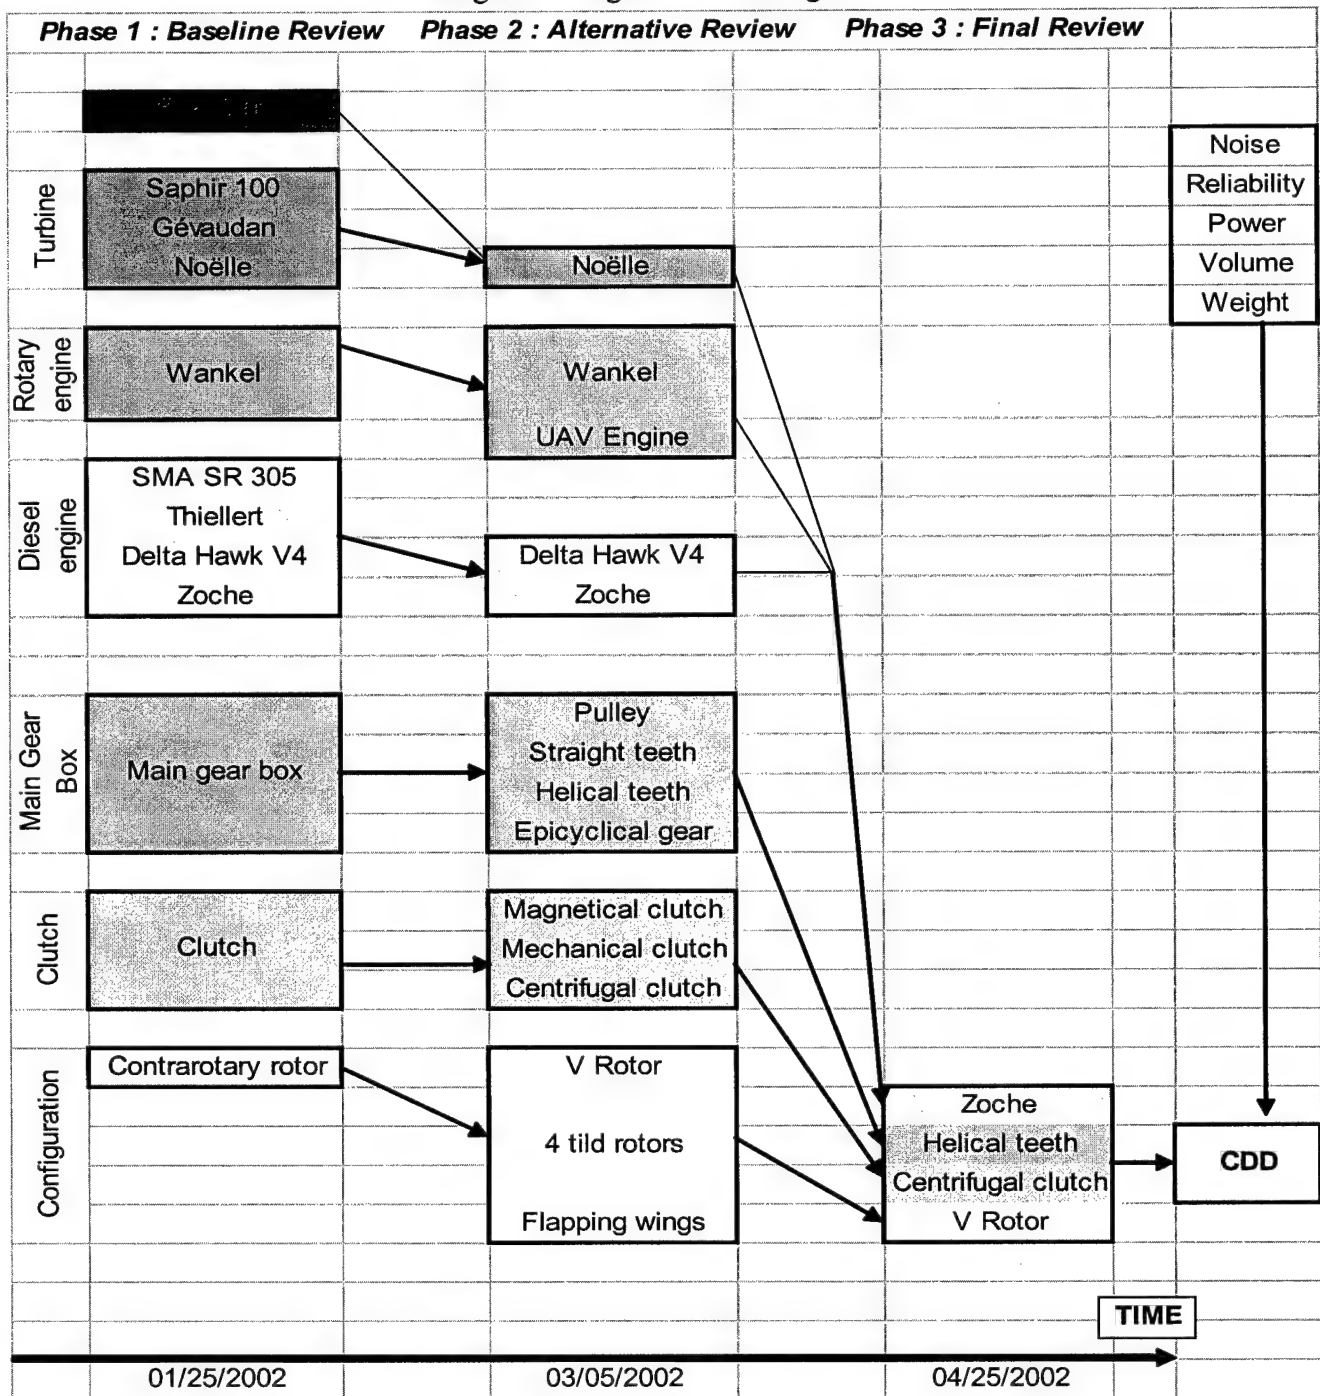 Phase 1 : Baseline Review Phase 2 : Alternative Review Phase 3 : Final Review
Turbine
Saphir 100
Gévaudan
Noëlle
Noëlle
Rotary
engine
Wankel
Wankel
UAV Engine
Diesel
engine
SMA SR 305
Thiellert
Delta Hawk V4
Zoche
Delta Hawk V4
Zoche
Main Gear
Box
Main gear box
Pulley
Straight teeth
Helical teeth
Epicyclical gear
Clutch
Clutch
Magnetical clutch
Mechanical clutch
Centrifugal clutch
Configuration
Contrarotary rotor
V Rotor
4 tild rotors
Flapping wings
Zoche
Helical teeth
Centrifugal clutch
V Rotor
Noise
Reliability
Power
Volume
Weight
CDD
TIME
01/25/2002 03/05/2002 04/25/2002